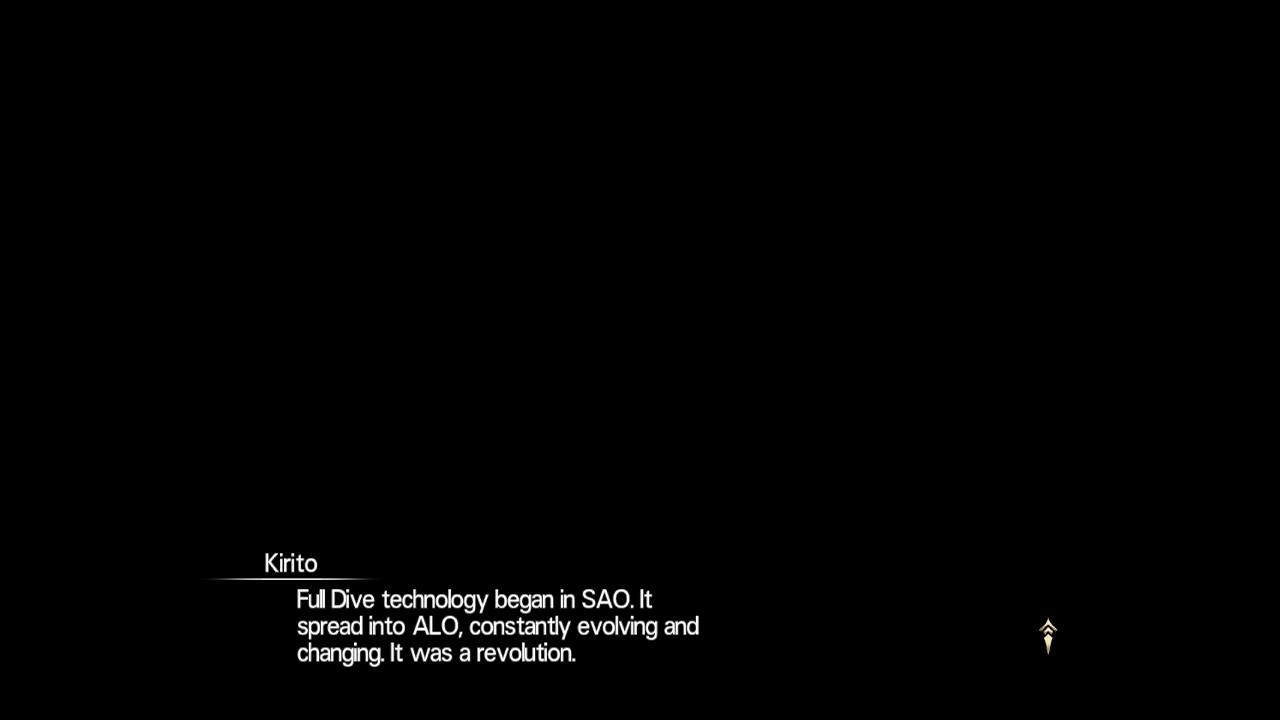 Kirito
Full Dive technology began in SAO. It
spread into ALO, constantly evolving and
changing. It was a revolution.